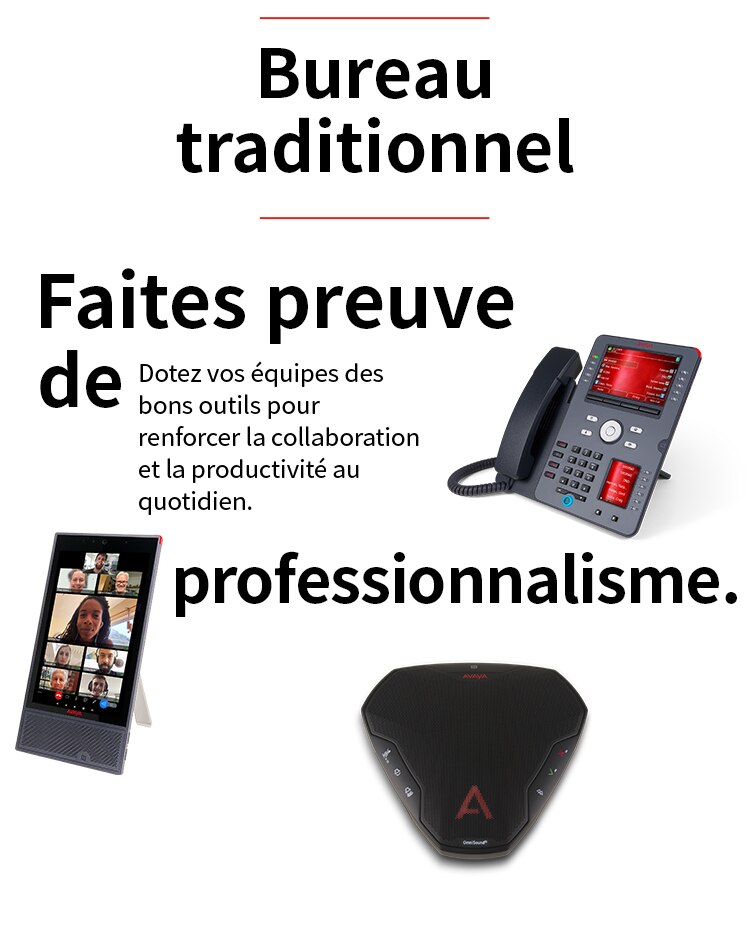 Bureau
traditionnel
Faites preuve
de
Dotez vos équipes des
bons outils pour
renforcer la collaboration
et la productivité au
quotidien.
professionnalisme.
AVAYA
AVAYA
AVAYA
OmniSound